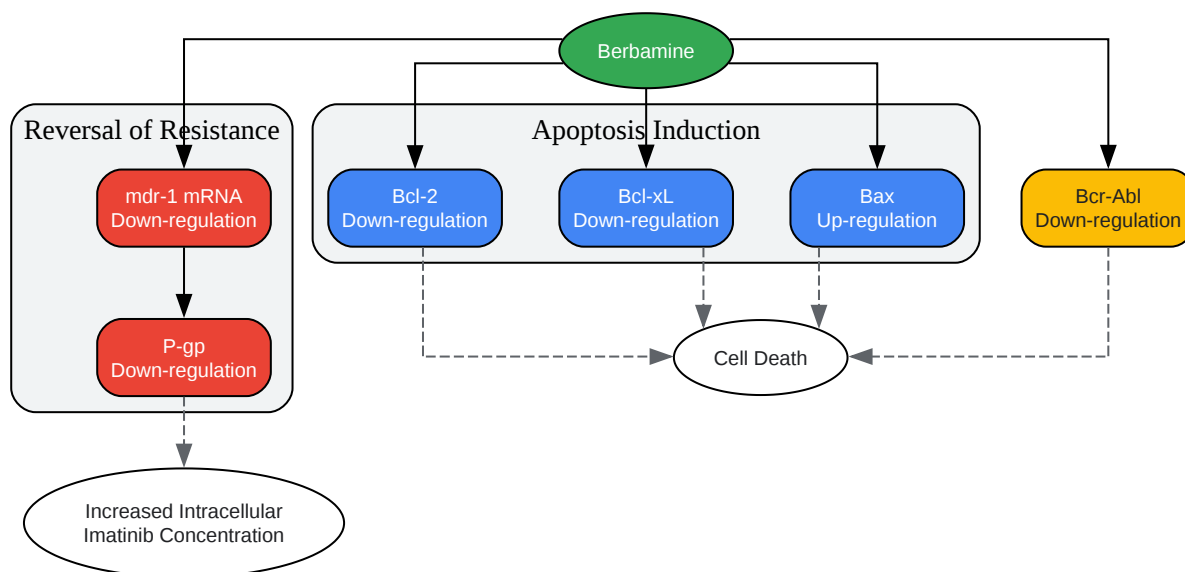 Berbamine
Reversal of Resistance
Apoptosis Induction
mdr-1 mRNA
Down-regulation
Bcl-2
Down-regulation
Bcl-xL
Down-regulation
Bax
Up-regulation
Bcr-Abl
Down-regulation
P-gp
Down-regulation
Cell Death
Increased Intracellular
Imatinib Concentration